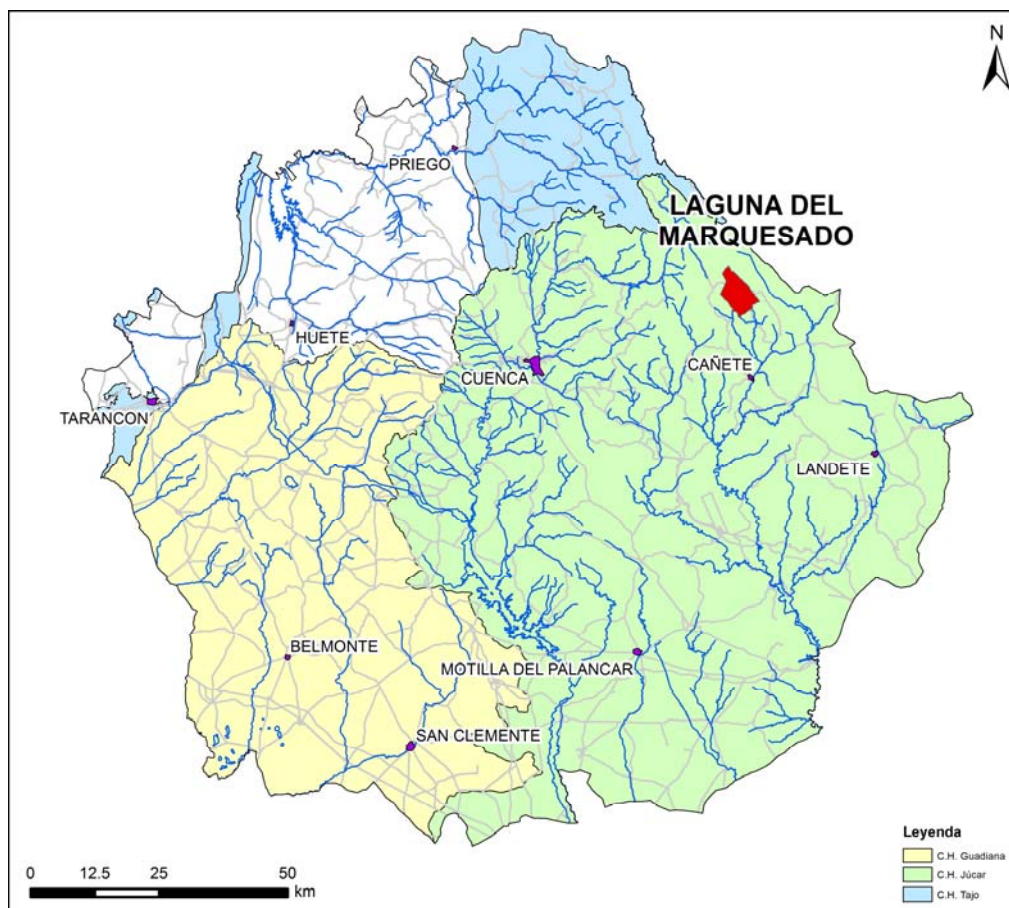 N
PRIEGO
LAGUNA DEL
MARQUESADO
HUETE
CUENCA
CAÑETE
TARANCON
LANDETE
BELMONTE
MOTILLA DEL PALANCAR
SAN CLEMENTE
Leyenda
C.H. Guadiana
C.H. Júcar
C.H. Tajo
0 12.5 25 50
km